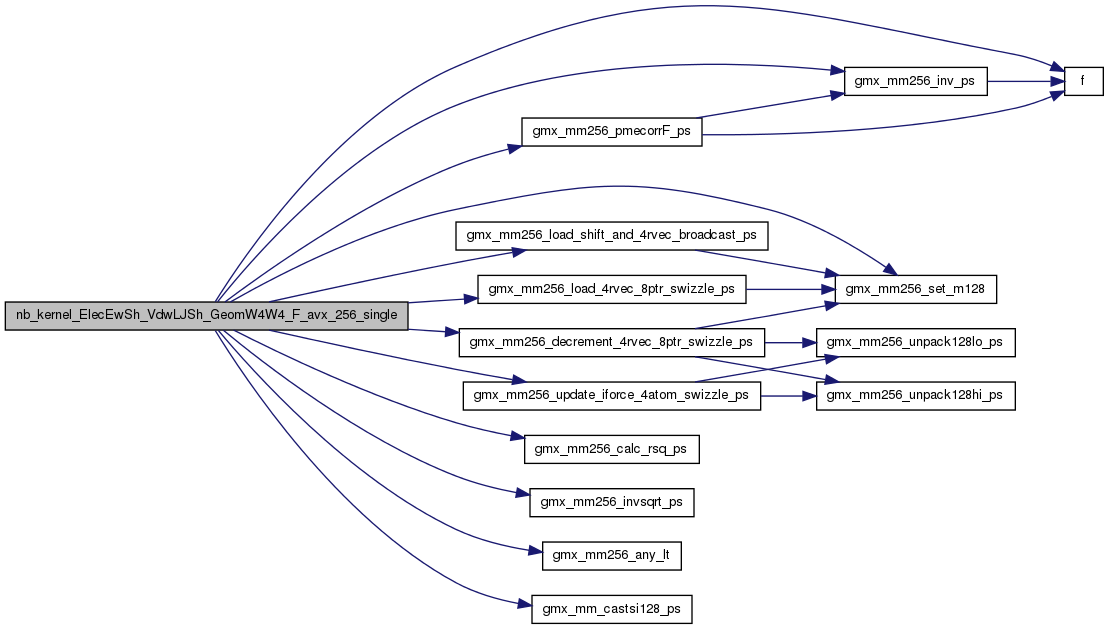 f
gmx_mm256_inv_ps
gmx_mm256_pmecorrF_ps
gmx_mm256_load_shift_and_4rvec_broadcast_ps
gmx_mm256_load_4rvec_8ptr_swizzle_ps
gmx_mm256_set_m128
nb_kernel_ElecEwSh_VdwLJSh_GeomW4W4_F_avx_256_single
gmx_mm256_decrement_4rvec_8ptr_swizzle_ps
gmx_mm256_unpack128lo_ps
gmx_mm256_update_iforce_4atom_swizzle_ps
gmx_mm256_unpack128hi_ps
gmx_mm256_calc_rsq_ps
gmx_mm256_invsqrt_ps
gmx_mm256_any_lt
gmx_mm_castsi128_ps